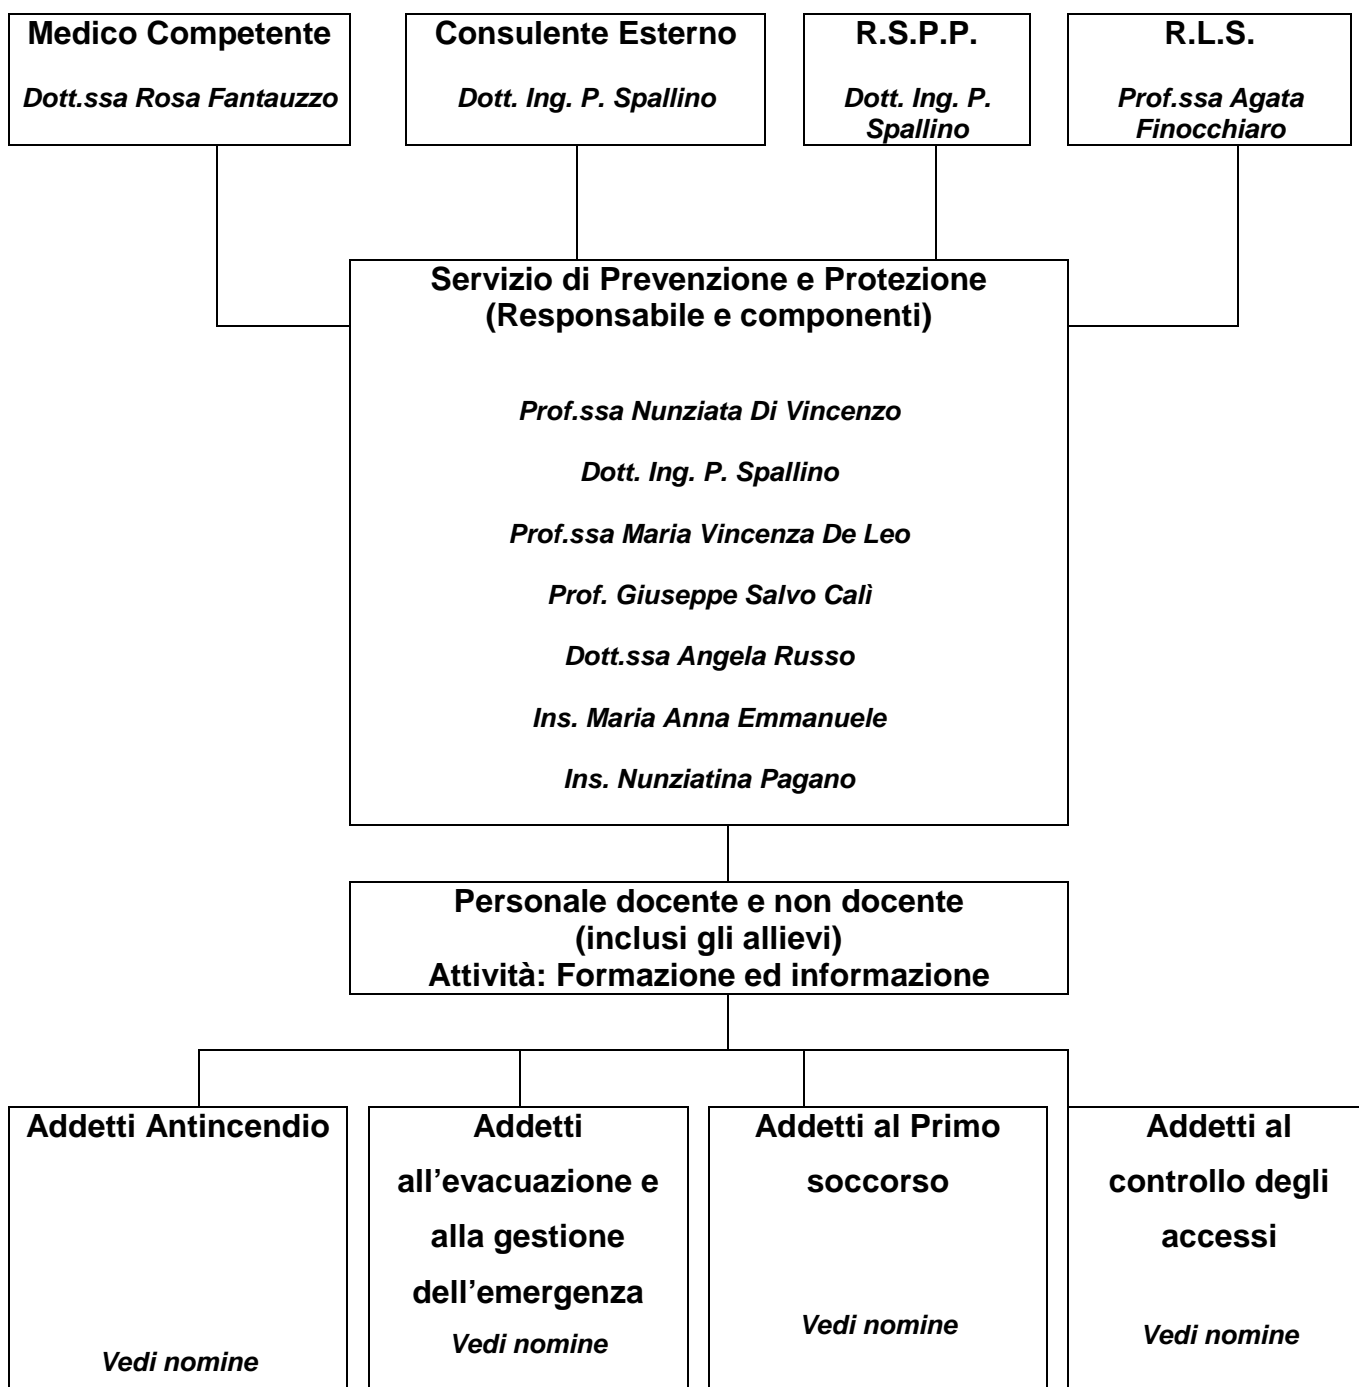 Medico Competente
Dott.ssa Rosa Fantauzzo
Consulente Esterno
Dott. Ing. P. Spallino
R.S.P.P.
Dott. Ing. P.
Spallino
R.L.S.
Prof.ssa Agata
Finocchiaro
Servizio di Prevenzione e Protezione
(Responsabile e componenti)
Prof.ssa Nunziata Di Vincenzo
Dott. Ing. P. Spallino
Prof.ssa Maria Vincenza De Leo
Prof. Giuseppe Salvo Calì
Dott.ssa Angela Russo
Ins. Maria Anna Emmanuele
Ins. Nunziatina Pagano
Personale docente e non docente
(inclusi gli allievi)
Attività: Formazione ed informazione
Addetti Antincendio
Vedi nomine
Addetti
all’evacuazione e
alla gestione
dell’emergenza
Vedi nomine
Addetti al Primo
soccorso
Vedi nomine
Addetti al
controllo degli
accessi
Vedi nomine